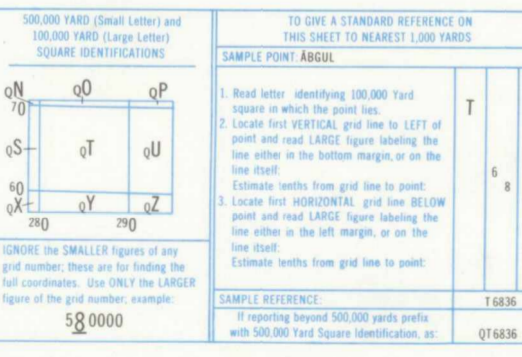 500,000 YARD (Small Letter) and
100,000 YARD (Large Letter)
SQUARE IDENTIFICATIONS
QN QO QP
70
QS QT QU
60
QX QY QZ
280 290
IGNORE the SMALLER figures of any
grid number; these are for finding the
full coordinates. Use ONLY the LARGER
figure of the grid number; example:
580000
TO GIVE A STANDARD REFERENCE ON
THIS SHEET TO NEAREST 1,000 YARDS
SAMPLE POINT: ĀBGUL
1. Read letter identifying 100,000 Yard
square in which the point lies. T
2. Locate first VERTICAL grid line to LEFT of
point and read LARGE figure labeling the
line either in the bottom margin, or on the
line itself: 6
Estimate tenths from grid line to point: 8
3. Locate first HORIZONTAL grid line BELOW
point and read LARGE figure labeling the
line either in the left margin, or on the
line itself:
Estimate tenths from grid line to point:
SAMPLE REFERENCE: T6836
If reporting beyond 500,000 yards prefix
with 500,000 Yard Square Identification, as: QT6836